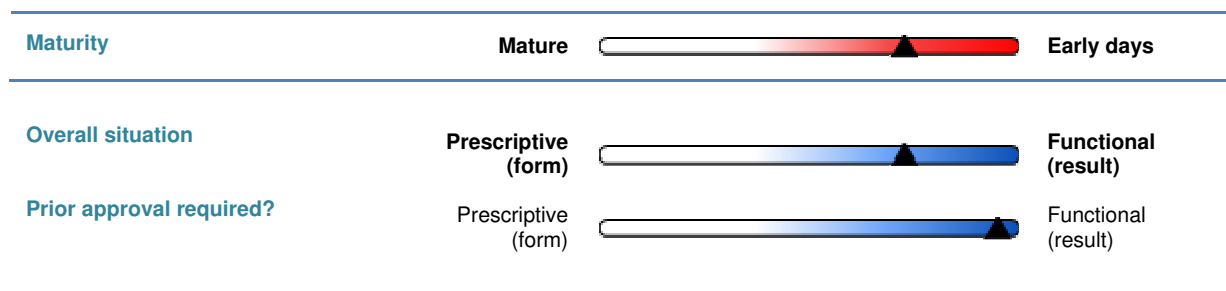 Maturity
Mature
Early days
Overall situation
Prescriptive
(form)
Functional
(result)
Prior approval required?
Prescriptive
(form)
Functional
(result)